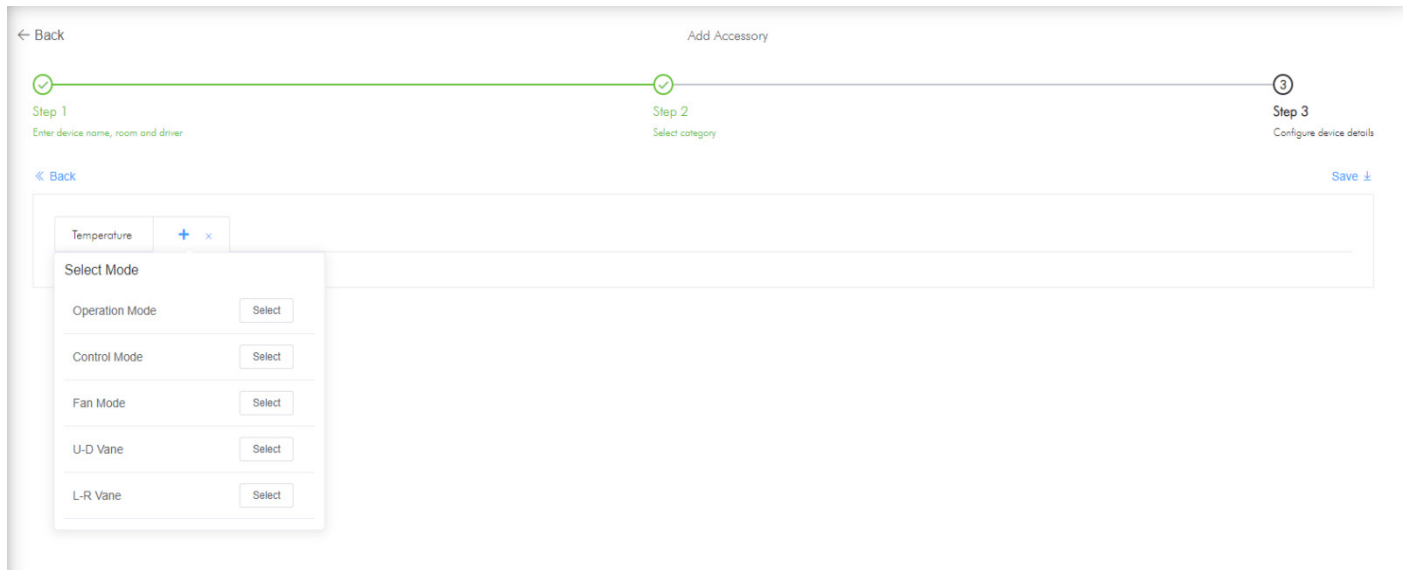 ← Back
Add Accessory
3
Step 1
Step 2
Step 3
Enter device name, room and driver
Select category
Configure device details
« Back
Save
Temperature
+ ×
Select Mode
Operation Mode Select
Control Mode Select
Fan Mode Select
U-D Vane Select
L-R Vane Select